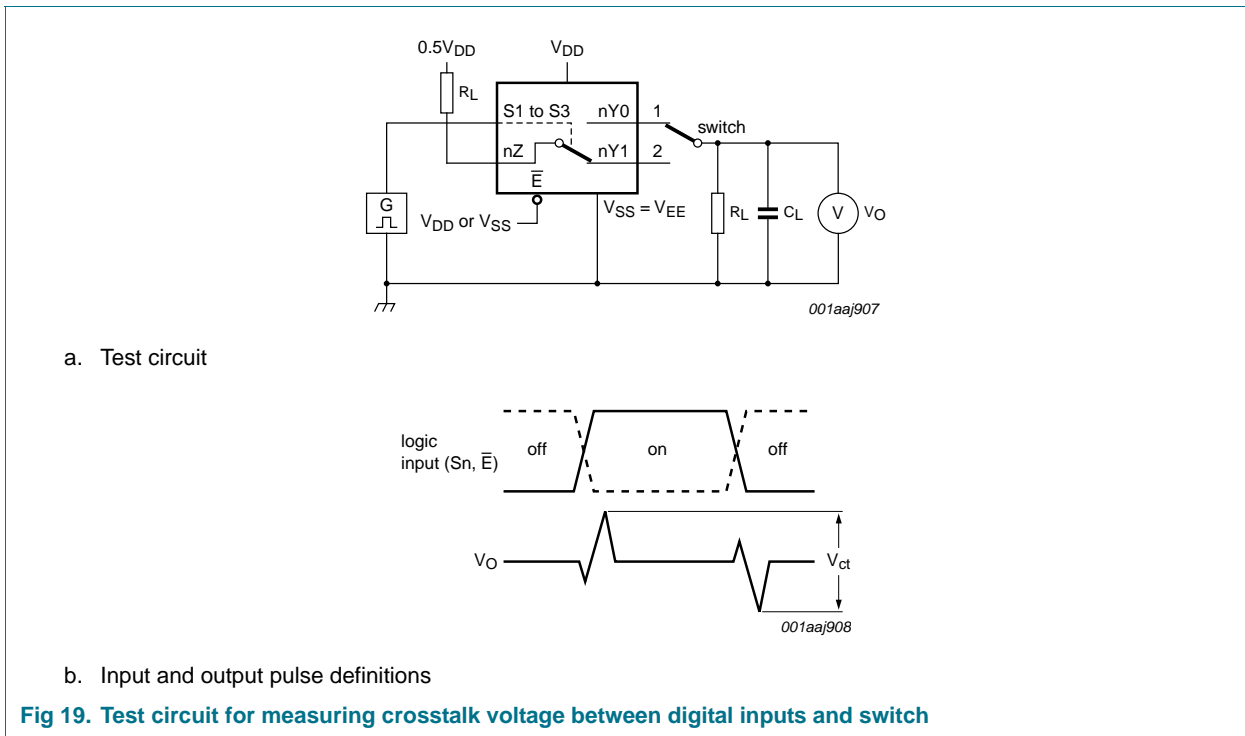 0.5VDD VDD
RL
S1 to S3 nY0 1
switch
nZ nY1 2
E̅
G VSS = VEE RL CL V VO
VDD or VSS
001aaj907
a. Test circuit
logic
input (Sn, E̅) off on off
VO Vct
001aaj908
b. Input and output pulse definitions
Fig 19. Test circuit for measuring crosstalk voltage between digital inputs and switch